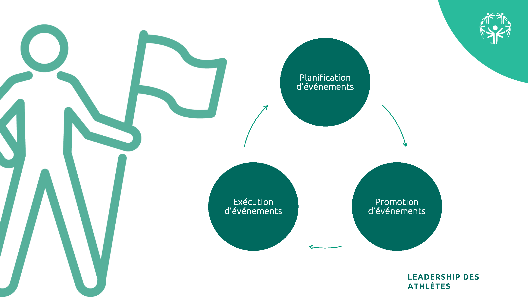 Planification
d'événements
Exécution
d'événements
Promotion
d'événements
LEADERSHIP DES
ATHLÈTES